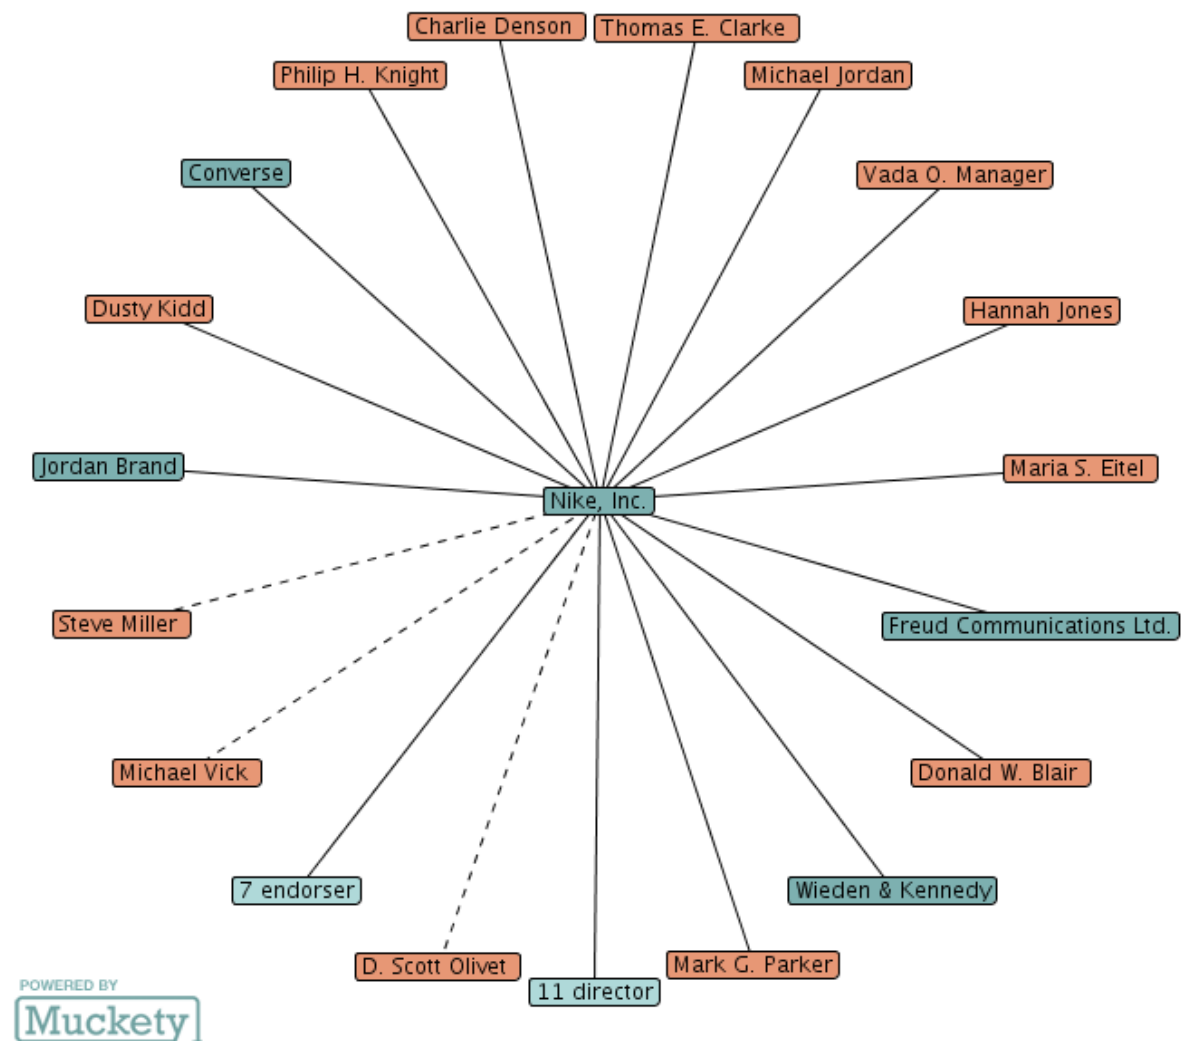 Charlie Denson
Thomas E. Clarke
Philip H. Knight
Michael Jordan
Converse
Vada O. Manager
Dusty Kidd
Hannah Jones
Jordan Brand
Maria S. Eitel
Nike, Inc.
Steve Miller
Freud Communications Ltd.
Michael Vick
Donald W. Blair
7 endorser
Wieden & Kennedy
D. Scott Olivet
Mark G. Parker
11 director
POWERED BY
Muckety